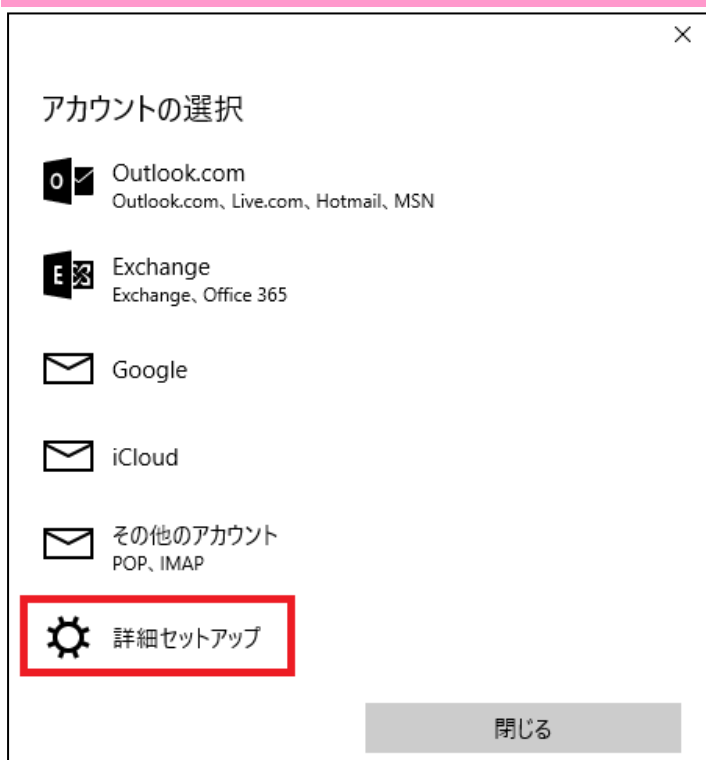 アカウントの選択
Outlook.com
Outlook.com、Live.com、Hotmail、MSN
Exchange
Exchange、Office 365
Google
iCloud
その他のアカウント
POP、IMAP
詳細セットアップ
閉じる